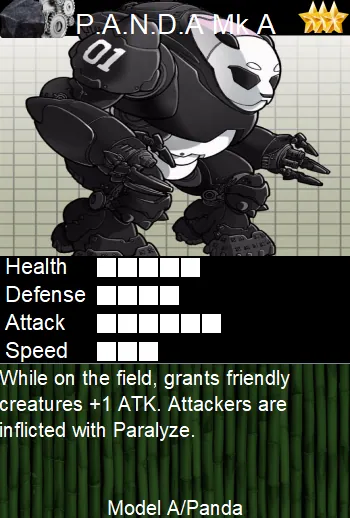 P.A.N.D.A Mk A
01
Health
Defense
Attack
Speed
While on the field, grants friendly
creatures +1 ATK. Attackers are
inflicted with Paralyze.
Model A/Panda